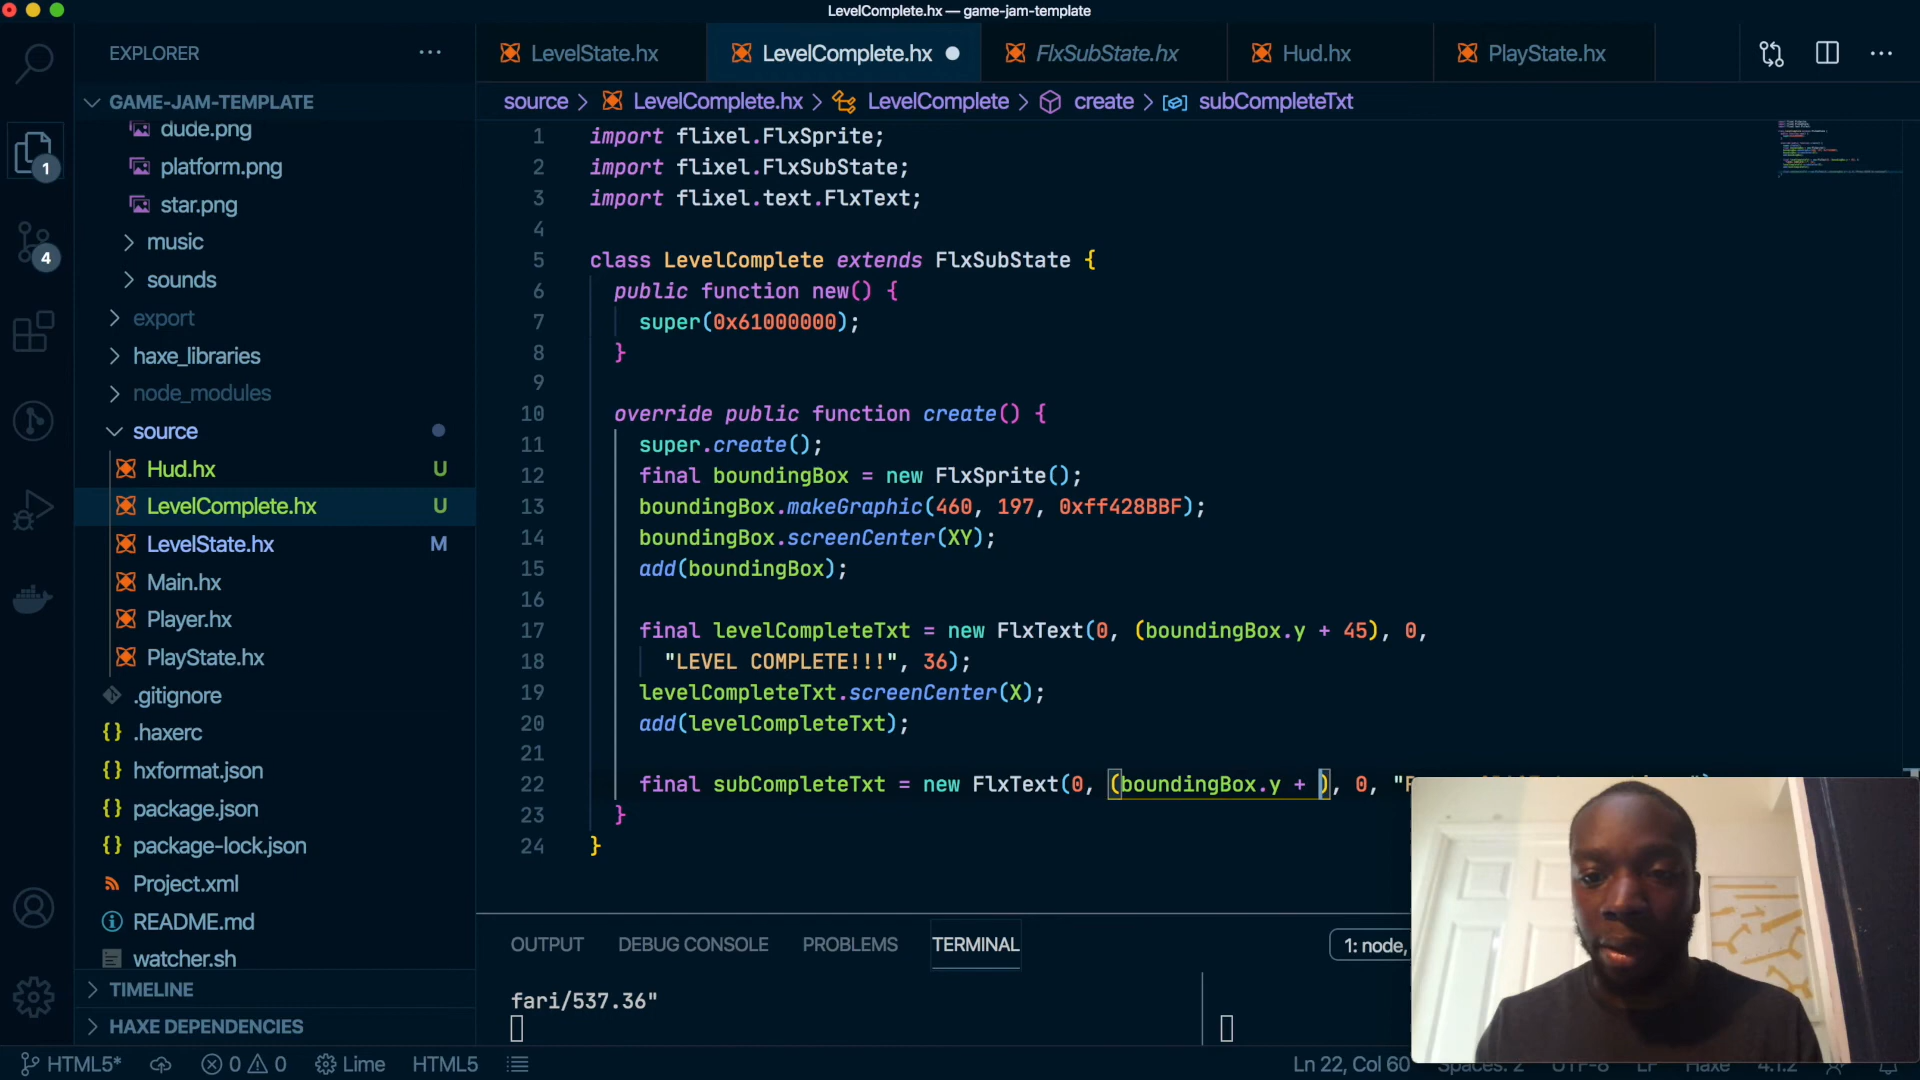 LevelComplete.hx — game-jam-template
EXPLORER
LevelState.hx
LevelComplete.hx
FlxSubState.hx
Hud.hx
PlayState.hx
GAME-JAM-TEMPLATE
source > LevelComplete.hx > LevelComplete > create > subCompleteTxt
dude.png
platform.png
star.png
music
sounds
export
haxe_libraries
node_modules
source
Hud.hx U
LevelComplete.hx U
LevelState.hx M
Main.hx
Player.hx
PlayState.hx
.gitignore
.haxerc
hxformat.json
package.json
package-lock.json
Project.xml
README.md
watcher.sh
TIMELINE
HAXE DEPENDENCIES
1
4
1 import flixel.FlxSprite;
2 import flixel.FlxSubState;
3 import flixel.text.FlxText;
4
5 class LevelComplete extends FlxSubState {
6 public function new() {
7 super(0x61000000);
8 }
9
10 override public function create() {
11 super.create();
12 final boundingBox = new FlxSprite();
13 boundingBox.makeGraphic(460, 197, 0xff428BBF);
14 boundingBox.screenCenter(XY);
15 add(boundingBox);
16
17 final levelCompleteTxt = new FlxText(0, (boundingBox.y + 45), 0,
18 "LEVEL COMPLETE!!!", 36);
19 levelCompleteTxt.screenCenter(X);
20 add(levelCompleteTxt);
21
22 final subCompleteTxt = new FlxText(0, (boundingBox.y + ), 0,
23 }
24 }
OUTPUT DEBUG CONSOLE PROBLEMS TERMINAL 1: node,
fari/537.36"
HTML5* 0 0 Lime HTML5 Ln 22, Col 60